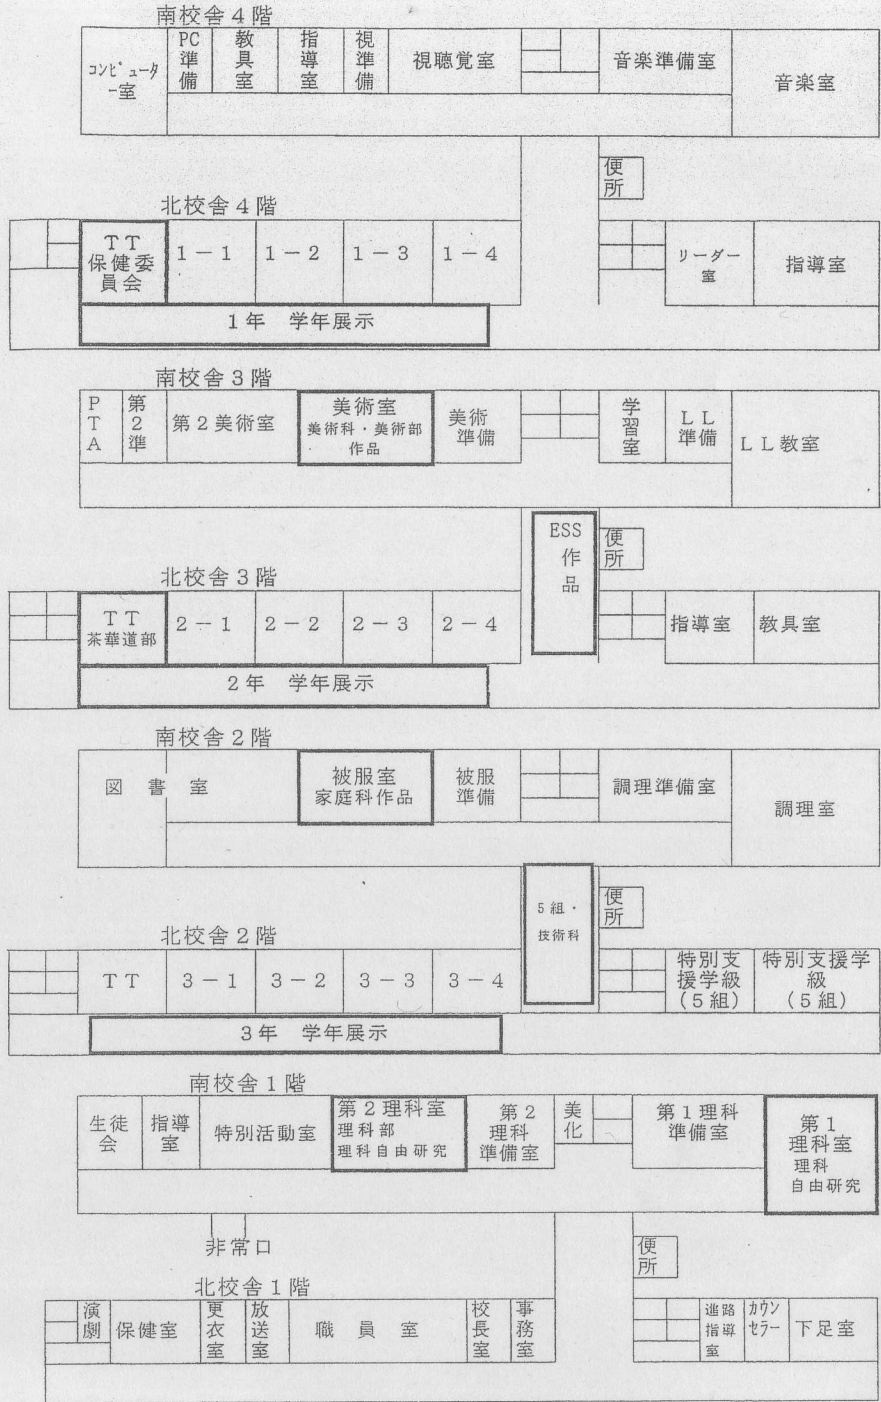 南校舎4階
コンピューター室
PC準備
教具室
指導室
視準備
視聴覚室
音楽準備室
音楽室
便所
北校舎4階
TT
保健委員会
1－1
1－2
1－3
1－4
リーダー室
指導室
1年 学年展示
南校舎3階
PTA
第2準
第2美術室
美術室
美術科・美術部
作品
美術準備
学習室
LL準備
LL教室
ESS
作品
便所
北校舎3階
TT
茶華道部
2－1
2－2
2－3
2－4
指導室
教具室
2年 学年展示
南校舎2階
図書室
被服室
家庭科作品
被服準備
調理準備室
調理室
5組・
技術科
便所
北校舎2階
TT
3－1
3－2
3－3
3－4
特別支援学級
(5組)
特別支援学級
(5組)
3年 学年展示
南校舎1階
生徒会
指導室
特別活動室
第2理科室
理科部
理科自由研究
第2理科準備室
美化
第1理科準備室
第1理科室
理科
自由研究
非常口
便所
北校舎1階
演劇
保健室
更衣室
放送室
職員室
校長室
事務室
進路指導室
カウンセラー
下足室